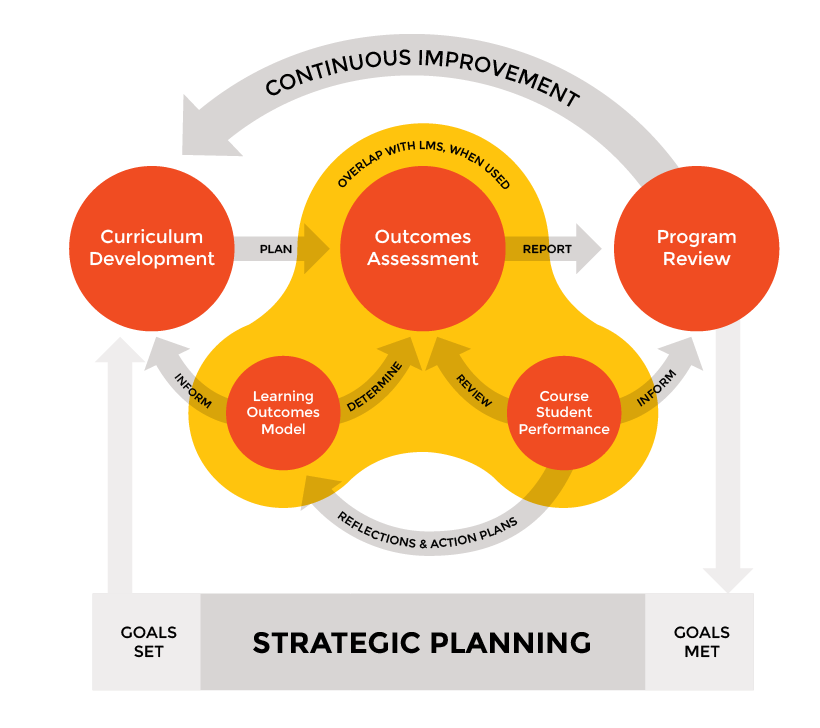 CONTINUOUS IMPROVEMENT
OVERLAP WITH LMS, WHEN USED
Curriculum
Development
PLAN
Outcomes
Assessment
REPORT
Program
Review
INFORM
Learning
Outcomes
Model
DETERMINE
REVIEW
Course
Student
Performance
INFORM
REFLECTIONS & ACTION PLANS
GOALS
SET
STRATEGIC PLANNING
GOALS
MET